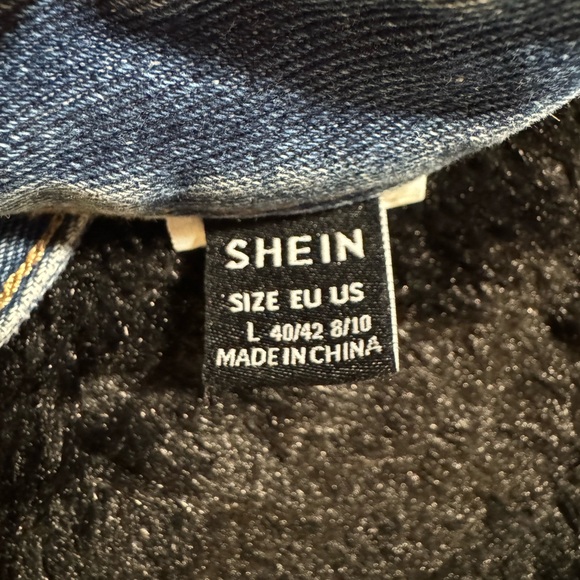 SHEIN
SIZE EU US
L 40/42 8/10
MADE IN CHINA